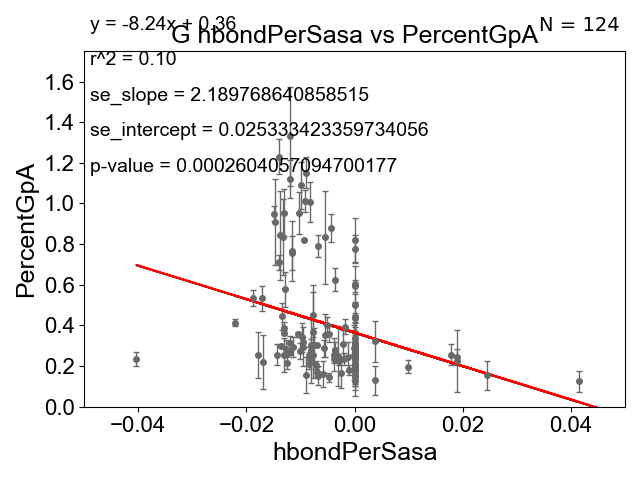 y = -8.24x + 0.36
N = 124
G hbondPerSasa vs PercentGpA
r^2 = 0.10
se_slope = 2.189768640858515
se_intercept = 0.025333423359734056
p-value = 0.0002604057094700177
PercentGpA
1.6
1.4
1.2
1.0
0.8
0.6
0.4
0.2
0.0
−0.04 −0.02 0.00 0.02 0.04
hbondPerSasa